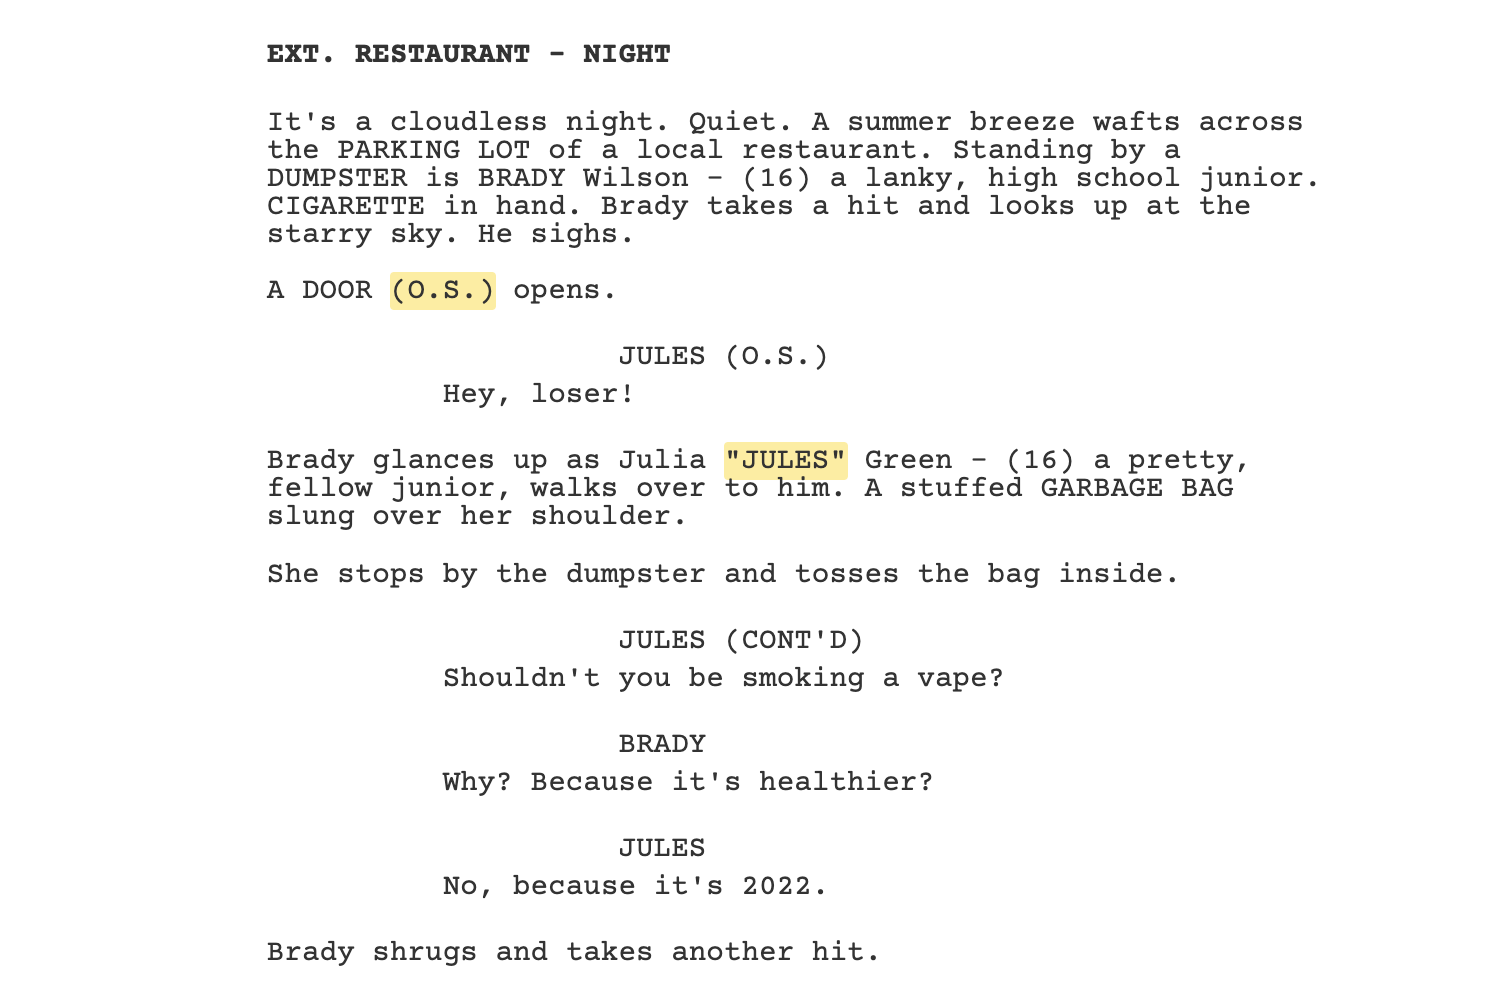 EXT. RESTAURANT - NIGHT
It's a cloudless night. Quiet. A summer breeze wafts across
the PARKING LOT of a local restaurant. Standing by a
DUMPSTER is BRADY Wilson - (16) a lanky, high school junior.
CIGARETTE in hand. Brady takes a hit and looks up at the
starry sky. He sighs.
A DOOR (O.S.) opens.
JULES (O.S.)
Hey, loser!
Brady glances up as Julia "JULES" Green - (16) a pretty,
fellow junior, walks over to him. A stuffed GARBAGE BAG
slung over her shoulder.
She stops by the dumpster and tosses the bag inside.
JULES (CONT'D)
Shouldn't you be smoking a vape?
BRADY
Why? Because it's healthier?
JULES
No, because it's 2022.
Brady shrugs and takes another hit.